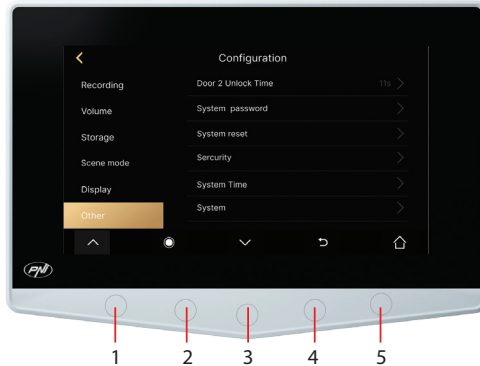 Configuration
Recording
Door 2 Unlock Time 11s
Volume
System password
Storage
System reset
Scene mode
Sercurity
Display
System Time
Other
System
PNI
1 2 3 4 5